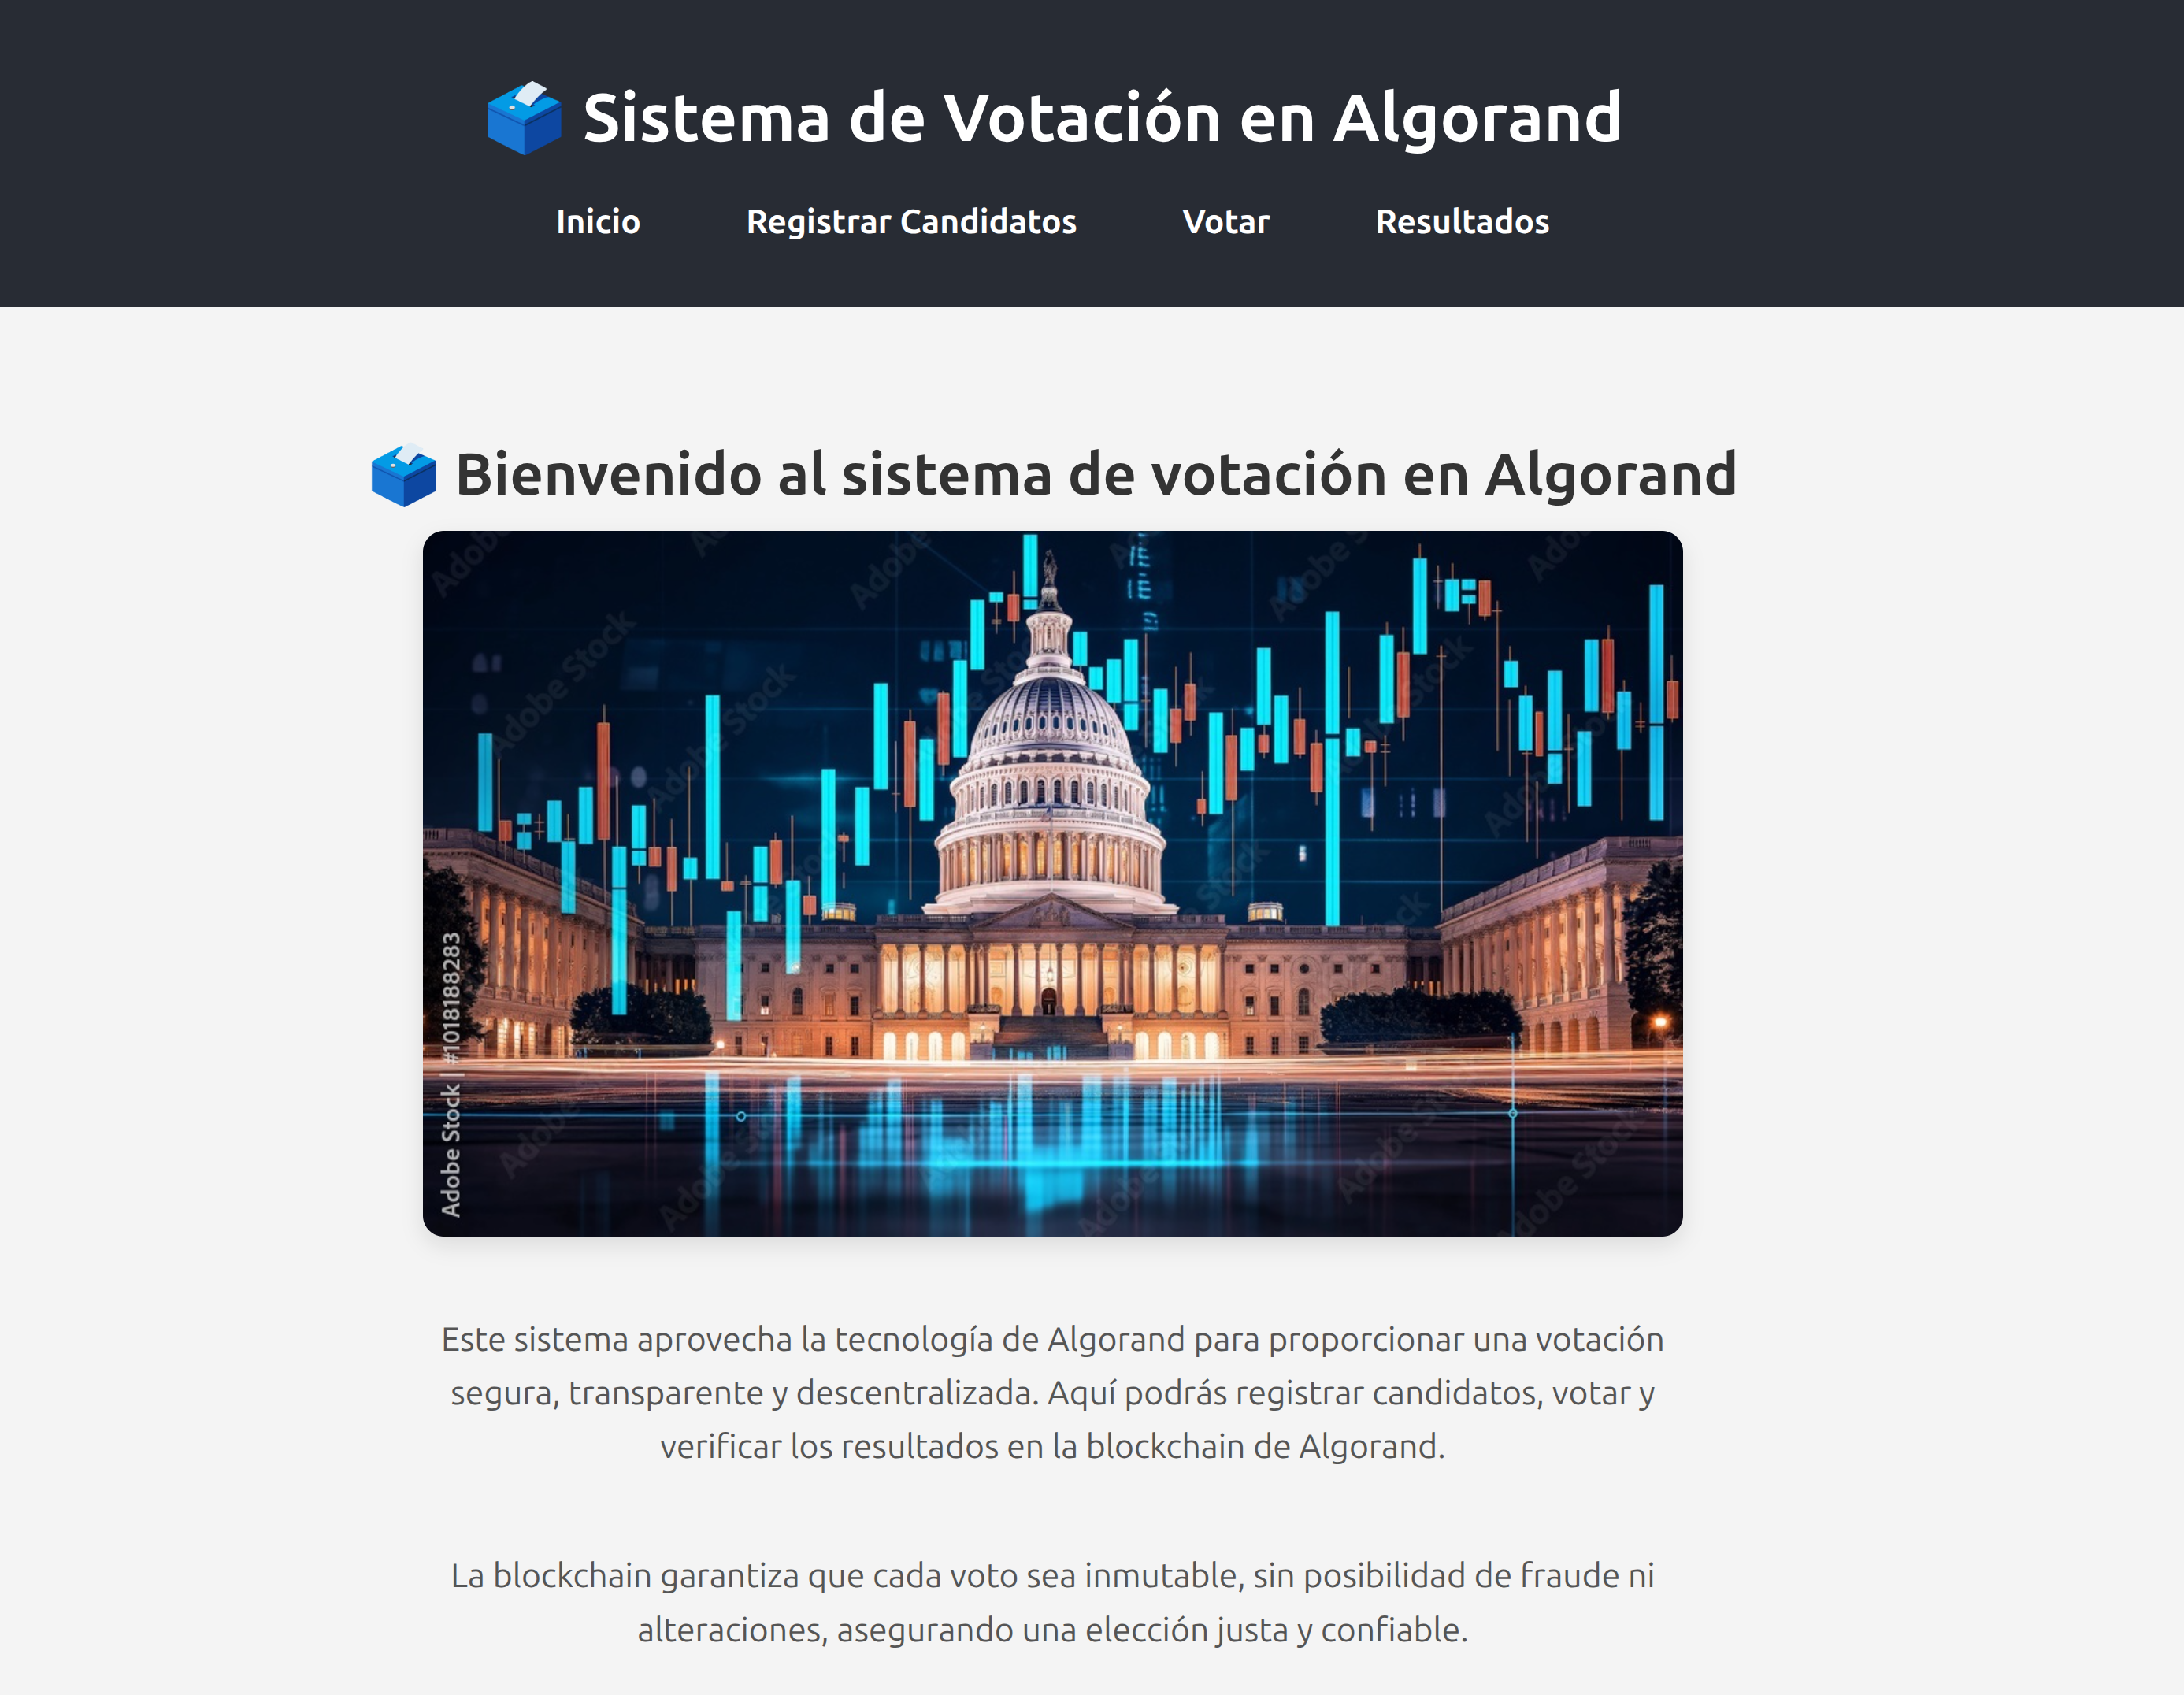 Sistema de Votación en Algorand
Inicio
Registrar Candidatos
Votar
Resultados
Bienvenido al sistema de votación en Algorand
Adobe Stock | #1018188283
Este sistema aprovecha la tecnología de Algorand para proporcionar una votación
segura, transparente y descentralizada. Aquí podrás registrar candidatos, votar y
verificar los resultados en la blockchain de Algorand.
La blockchain garantiza que cada voto sea inmutable, sin posibilidad de fraude ni
alteraciones, asegurando una elección justa y confiable.